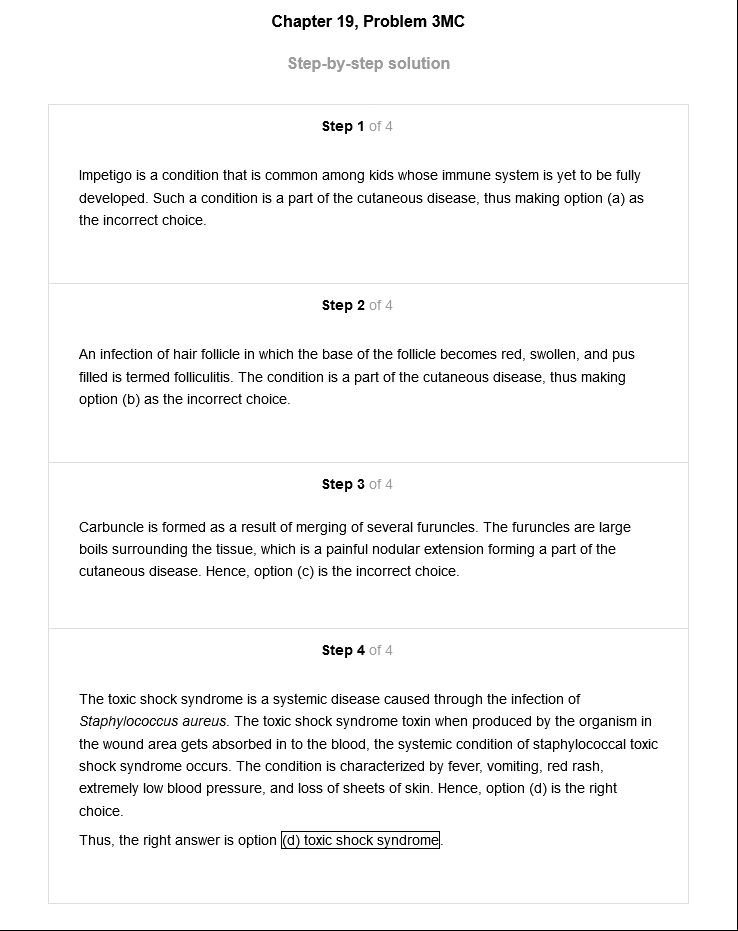 Chapter 19, Problem 3MC
Step-by-step solution
Step 1 of 4
Impetigo is a condition that is common among kids whose immune system is yet to be fully
developed. Such a condition is a part of the cutaneous disease, thus making option (a) as
the incorrect choice.
Step 2 of 4
An infection of hair follicle in which the base of the follicle becomes red, swollen, and pus
filled is termed folliculitis. The condition is a part of the cutaneous disease, thus making
option (b) as the incorrect choice.
Step 3 of 4
Carbuncle is formed as a result of merging of several furuncles. The furuncles are large
boils surrounding the tissue, which is a painful nodular extension forming a part of the
cutaneous disease. Hence, option (c) is the incorrect choice.
Step 4 of 4
The toxic shock syndrome is a systemic disease caused through the infection of
Staphylococcus aureus. The toxic shock syndrome toxin when produced by the organism in
the wound area gets absorbed in to the blood, the systemic condition of staphylococcal toxic
shock syndrome occurs. The condition is characterized by fever, vomiting, red rash,
extremely low blood pressure, and loss of sheets of skin. Hence, option (d) is the right
choice.
Thus, the right answer is option (d) toxic shock syndrome.